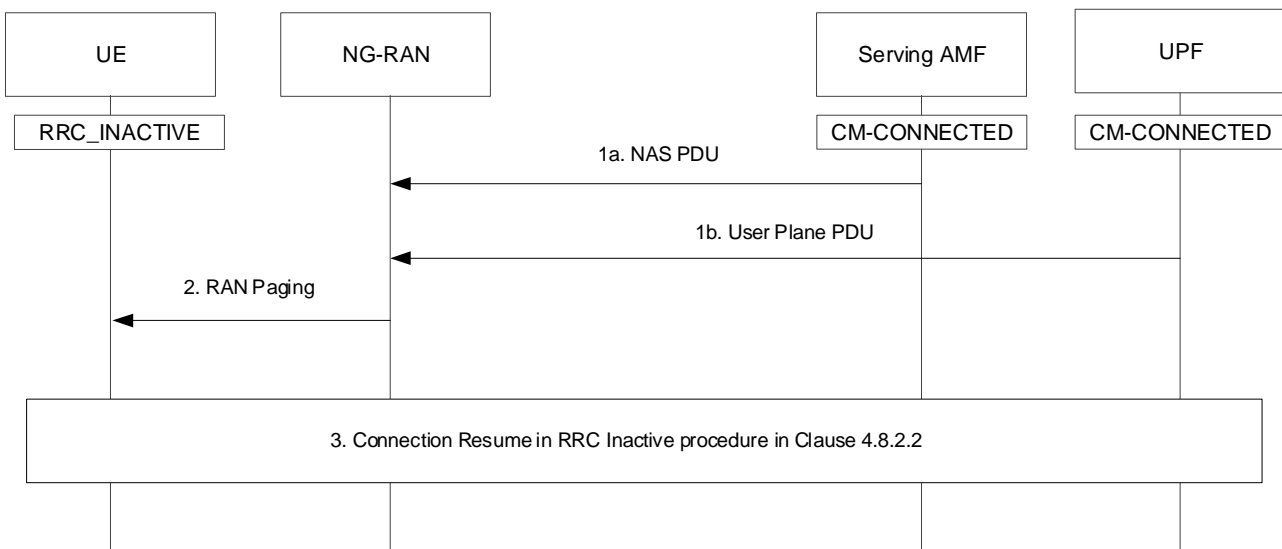 UE
NG-RAN
Serving AMF
UPF
RRC_INACTIVE
CM-CONNECTED
CM-CONNECTED
1a. NAS PDU
1b. User Plane PDU
2. RAN Paging
3. Connection Resume in RRC Inactive procedure in Clause 4.8.2.2